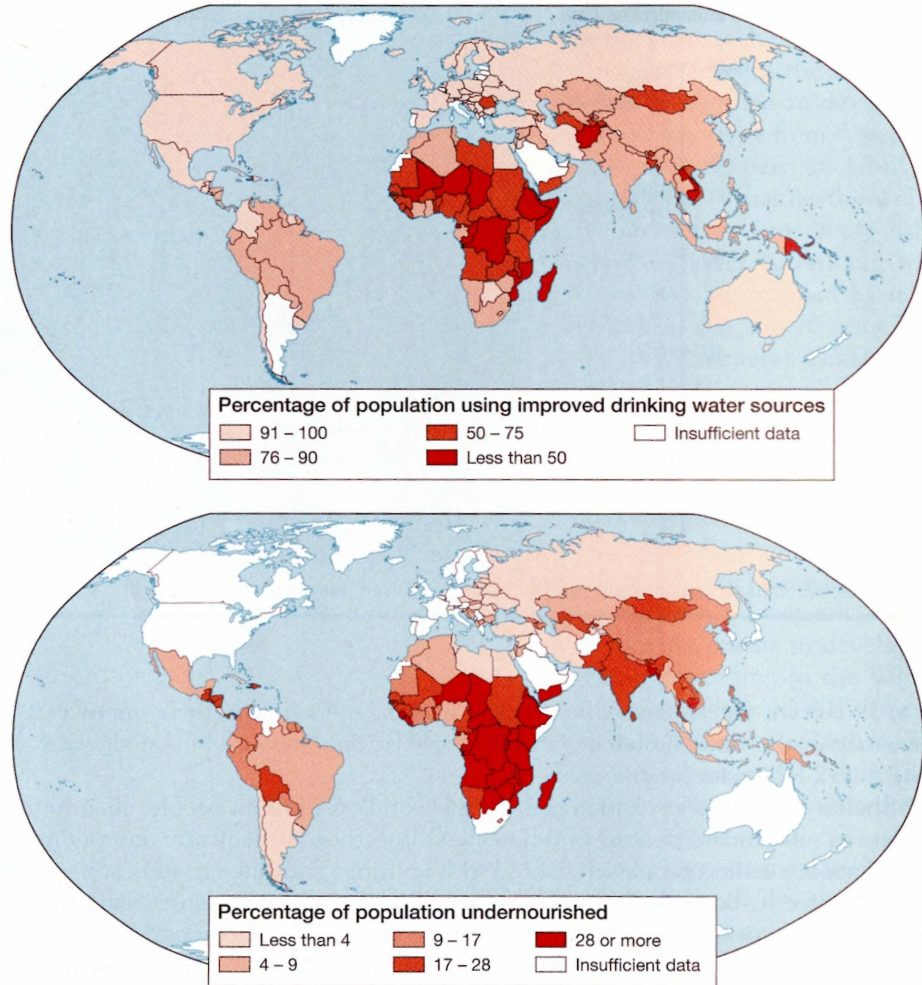 Percentage of population using improved drinking water sources
91 – 100 50 – 75 Insufficient data
76 – 90 Less than 50
Percentage of population undernourished
Less than 4 9 – 17 28 or more
4 – 9 17 – 28 Insufficient data